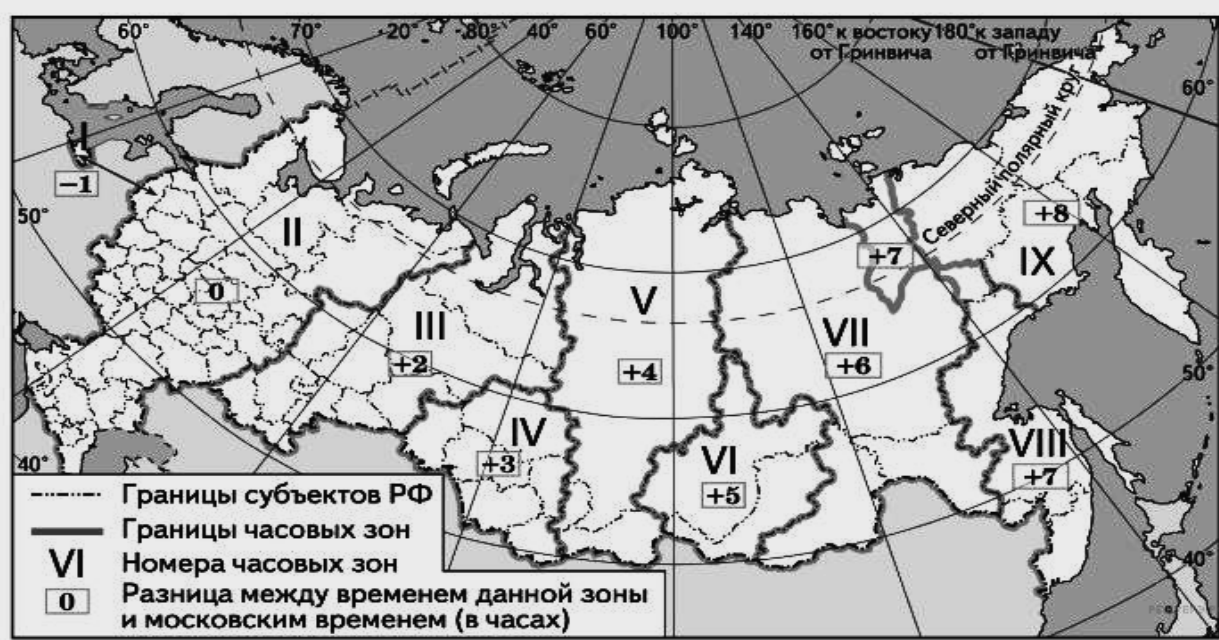 60° 70° 20° 30° 40° 60° 80° 100° 140° 160° к востоку 180° к западу
от Гринвича от Гринвича
60°
Северный полярный круг
I
-1
50°
II
+8
+7
IX
0
III
V
VII
+2
+4
+6
50°
IV
VI
VIII
40°
+3
+5
+7
Границы субъектов РФ
Границы часовых зон
VI Номера часовых зон
40°
0 Разница между временем данной зоны
и московским временем (в часах)